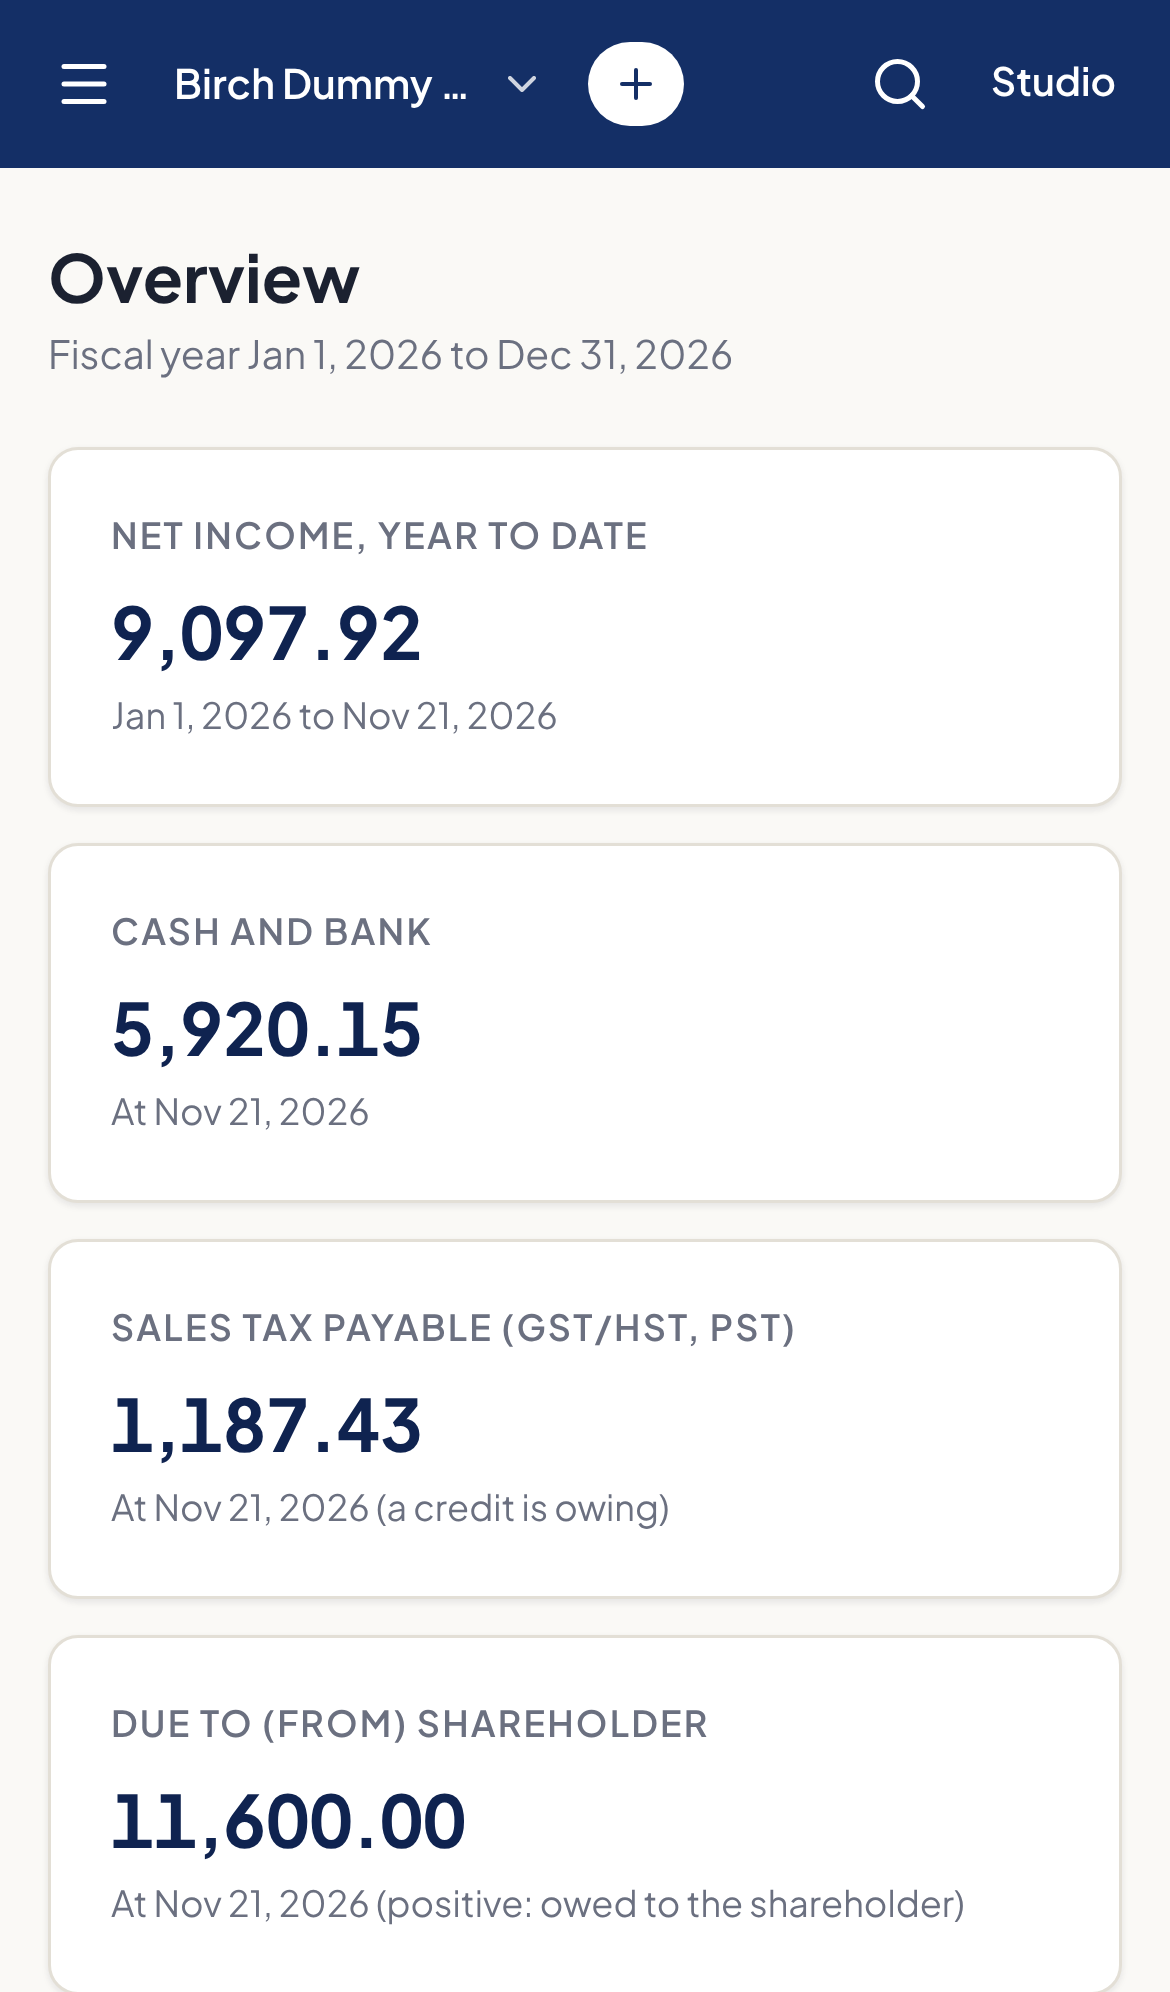 Birch Dummy ...
Studio
Overview
Fiscal year Jan 1, 2026 to Dec 31, 2026
NET INCOME, YEAR TO DATE
9,097.92
Jan 1, 2026 to Nov 21, 2026
CASH AND BANK
5,920.15
At Nov 21, 2026
SALES TAX PAYABLE (GST/HST, PST)
1,187.43
At Nov 21, 2026 (a credit is owing)
DUE TO (FROM) SHAREHOLDER
11,600.00
At Nov 21, 2026 (positive: owed to the shareholder)